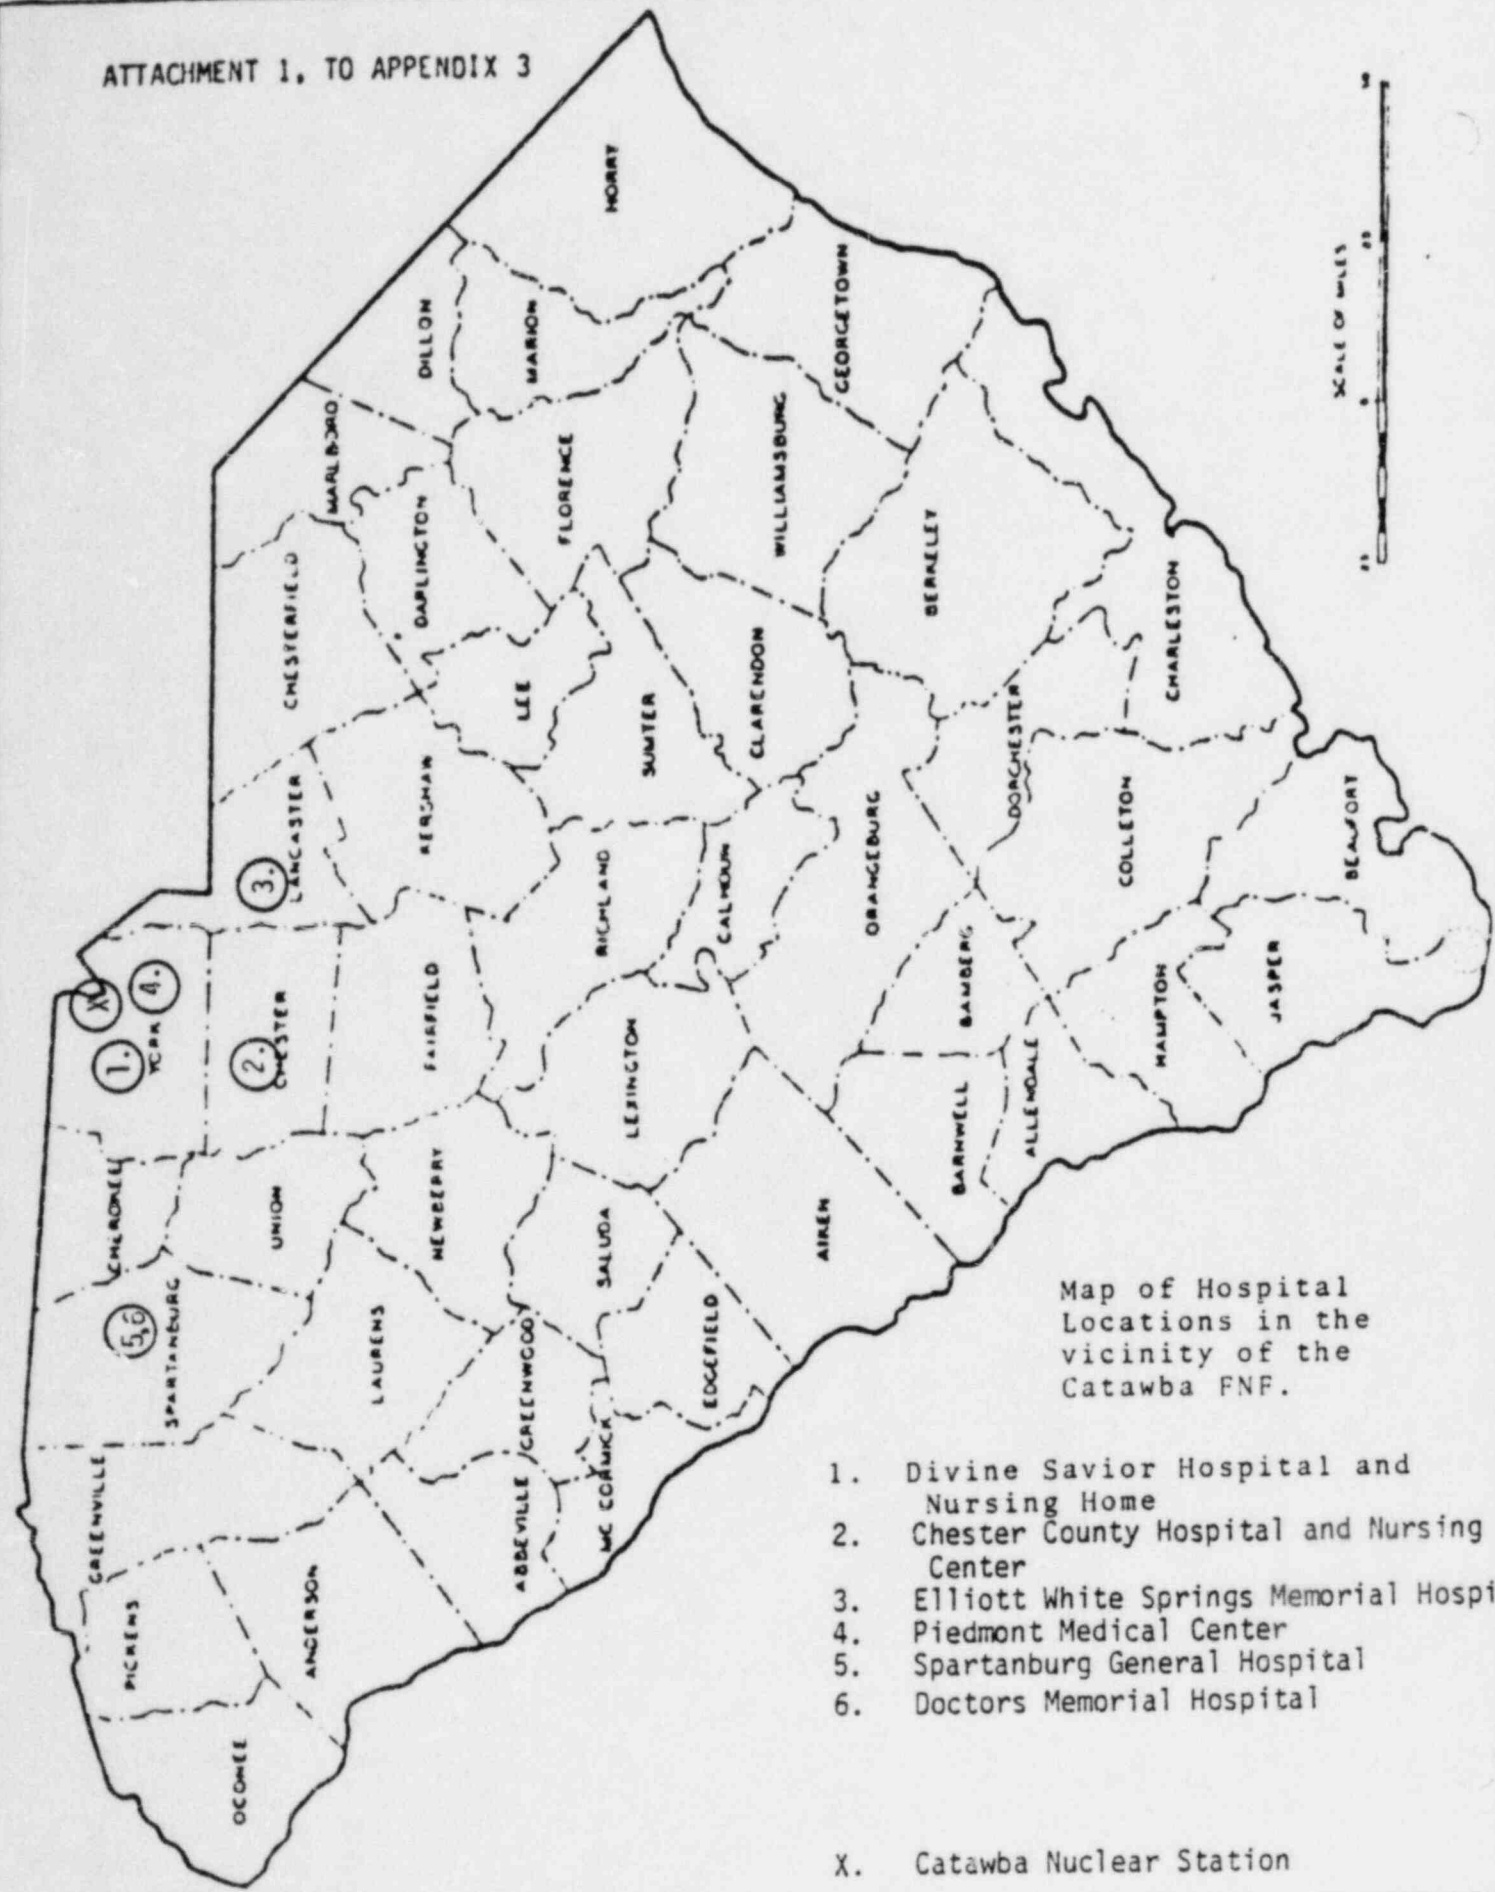 ATTACHMENT 1, TO APPENDIX 3
HORRY
DILLON
MARION
GEORGETOWN
MARLBORO
FLORENCE
WILLIAMSBURG
DARLINGTON
CHESTERFIELD
BERKELEY
LEE
CLARENDON
CHARLESTON
SUMTER
DORCHESTER
LANCASTER
3.
KERSHAW
RICHLAND
CALHOUN
ORANGEBURG
COLLETON
BEAUFORT
X
4.
1.
YORK
2.
CHESTER
FAIRFIELD
LEXINGTON
BAMBERG
HAMPTON
JASPER
ALLENDALE
BARNWELL
CHEROKEE
UNION
NEWBERRY
SALUDA
AIKEN
5,6
SPARTANBURG
LAURENS
GREENWOOD
EDGEFIELD
GREENVILLE
ABBEVILLE
MC CORMICK
PICKENS
ANDERSON
OCONEE
SCALE OF MILES
Map of Hospital
Locations in the
vicinity of the
Catawba FNF.
1. Divine Savior Hospital and
Nursing Home
2. Chester County Hospital and Nursing
Center
3. Elliott White Springs Memorial Hospi
4. Piedmont Medical Center
5. Spartanburg General Hospital
6. Doctors Memorial Hospital
X. Catawba Nuclear Station